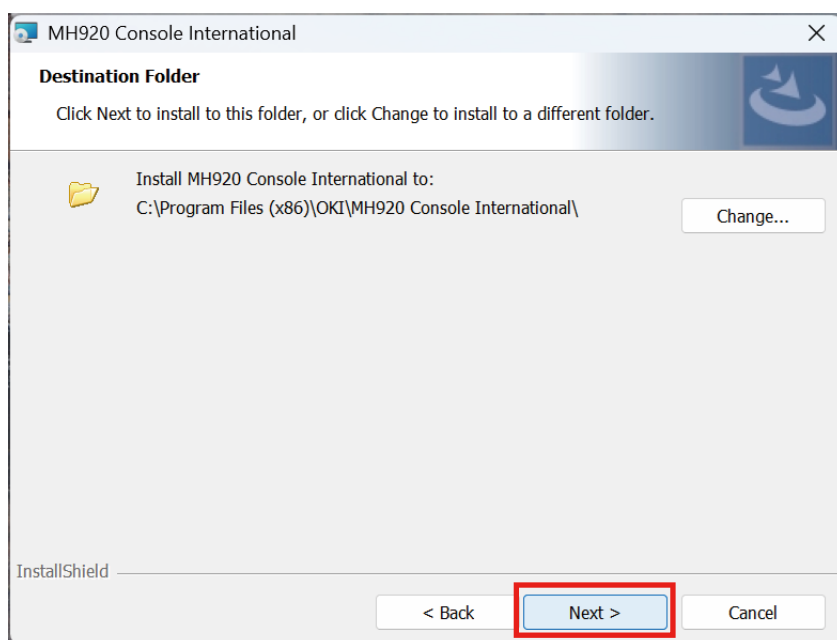 MH920 Console International
Destination Folder
Click Next to install to this folder, or click Change to install to a different folder.
Install MH920 Console International to:
C:\Program Files (x86)\OKI\MH920 Console International\
Change...
InstallShield
< Back
Next >
Cancel